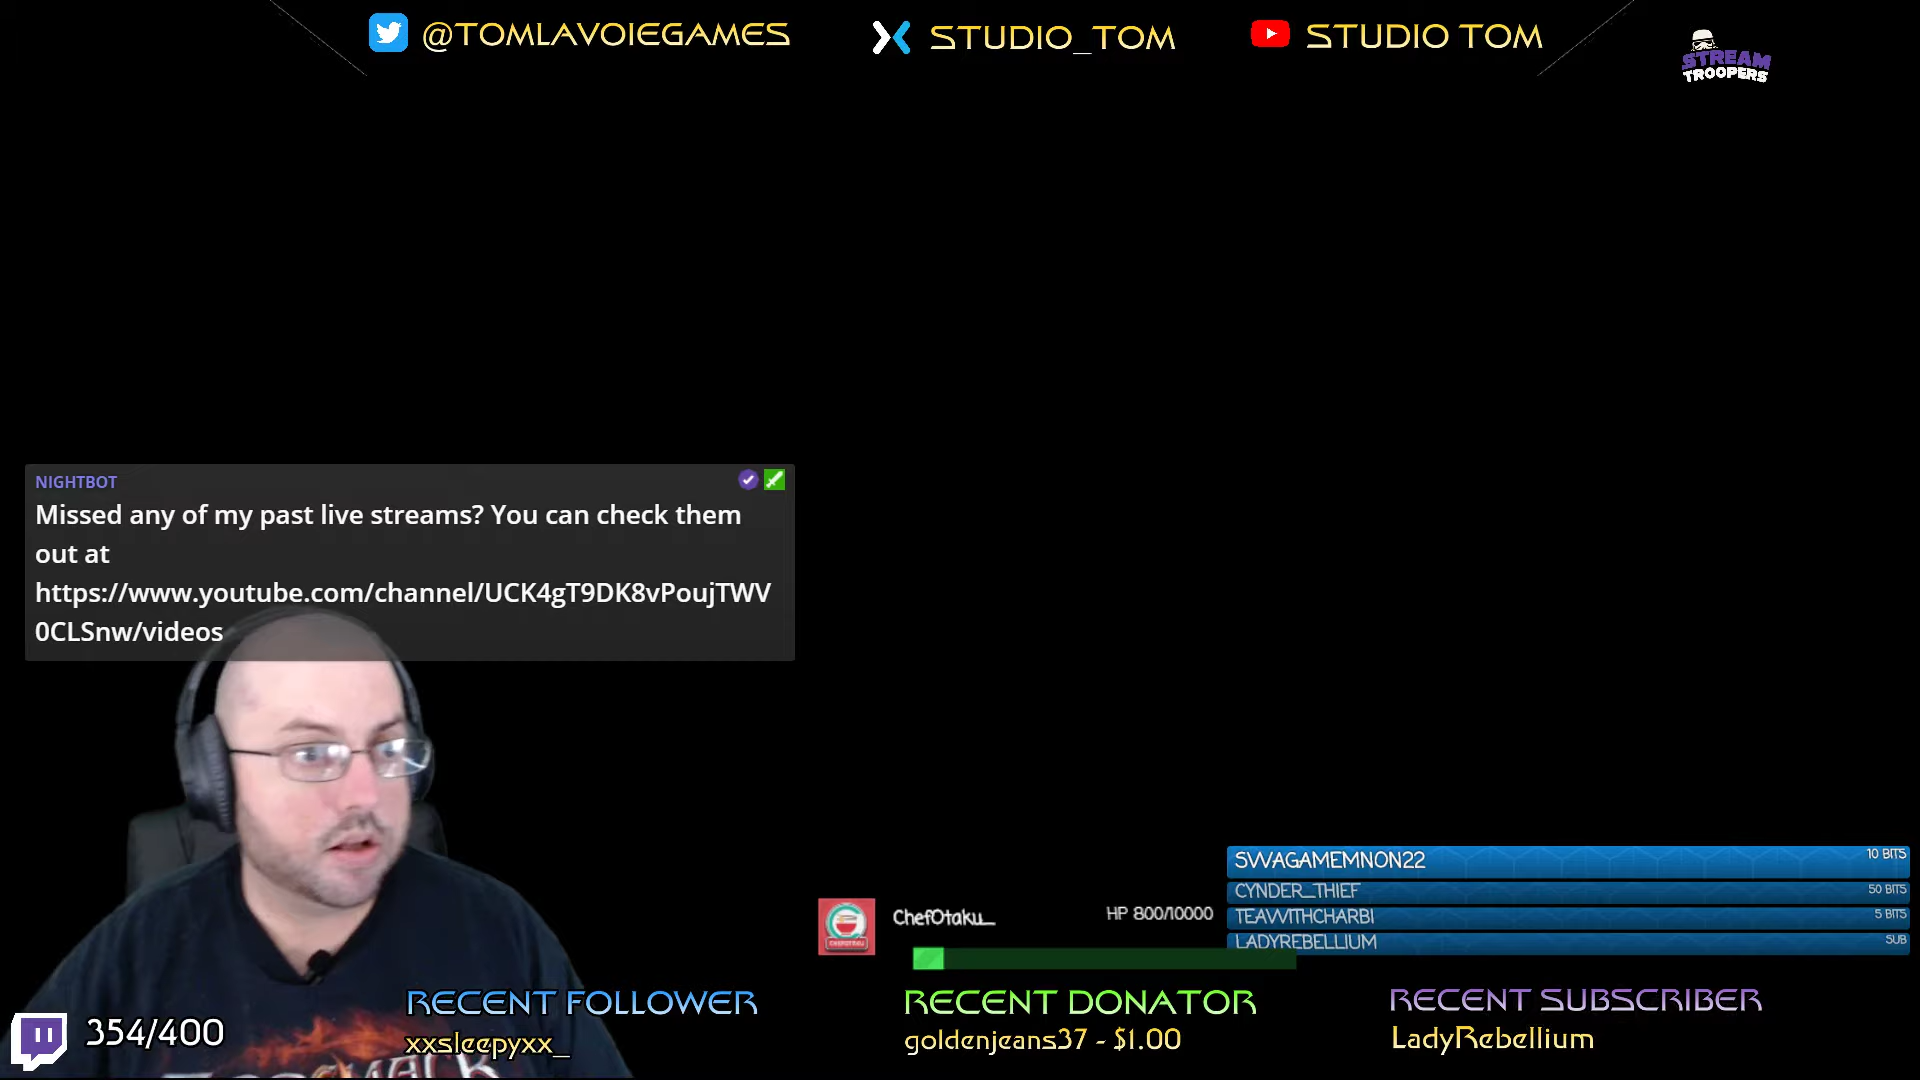 @TOMLAVOIEGAMES
STUDIO_TOM
STUDIO TOM
STREAM
TROOPERS
NIGHTBOT
Missed any of my past live streams? You can check them
out at
https://www.youtube.com/channel/UCK4gT9DK8vPoujTWV
0CLSnw/videos
SWAGAMEMNON22 10 BITS
CYNDER_THIEF 50 BITS
TEAWITHCHARBI 5 BITS
LADYREBELLIUM SUB
CHEFOTAKU
ChefOtaku_ HP 800/10000
RECENT FOLLOWER
xxsleepyxx_
RECENT DONATOR
goldenjeans37 - $1.00
RECENT SUBSCRIBER
LadyRebellium
354/400